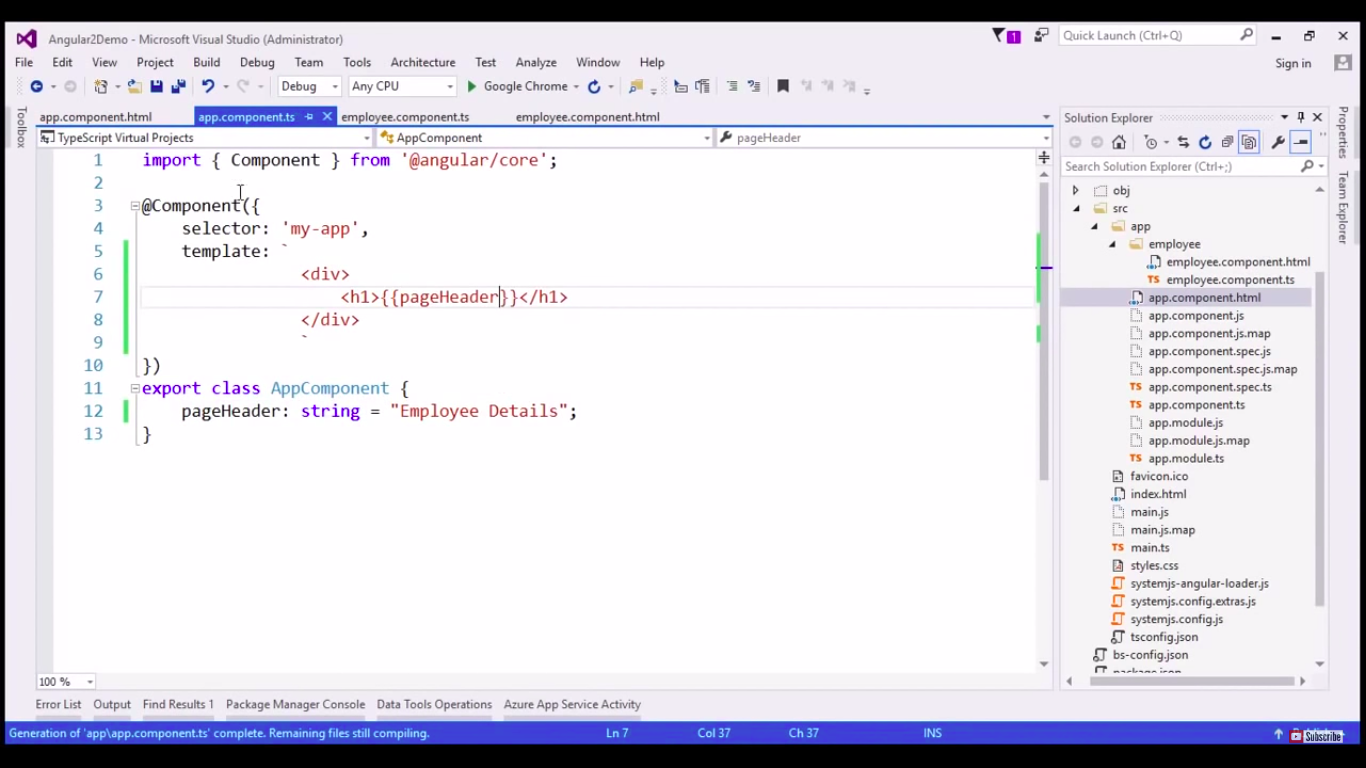 Angular2Demo - Microsoft Visual Studio (Administrator)
1
Quick Launch (Ctrl+Q)
File Edit View Project Build Debug Team Tools Architecture Test Analyze Window Help
Sign in
Debug Any CPU Google Chrome
Toolbox
app.component.html app.component.ts employee.component.ts employee.component.html
TypeScript Virtual Projects AppComponent pageHeader
1 import { Component } from '@angular/core';
2
3 @Component({
4 selector: 'my-app',
5 template: `
6 <div>
7 <h1>{{pageHeader}}</h1>
8 </div>
9 `
10 })
11 export class AppComponent {
12 pageHeader: string = "Employee Details";
13 }
Solution Explorer
Search Solution Explorer (Ctrl+;)
obj
src
app
employee
employee.component.html
TS employee.component.ts
app.component.html
app.component.js
app.component.js.map
app.component.spec.js
app.component.spec.js.map
TS app.component.spec.ts
TS app.component.ts
app.module.js
app.module.js.map
TS app.module.ts
favicon.ico
index.html
main.js
main.js.map
TS main.ts
styles.css
systemjs-angular-loader.js
systemjs.config.extras.js
systemjs.config.js
tsconfig.json
bs-config.json
package.json
Properties
Team Explorer
100 %
Error List Output Find Results 1 Package Manager Console Data Tools Operations Azure App Service Activity
Generation of 'app\app.component.ts' complete. Remaining files still compiling. Ln 7 Col 37 Ch 37 INS
Subscribe